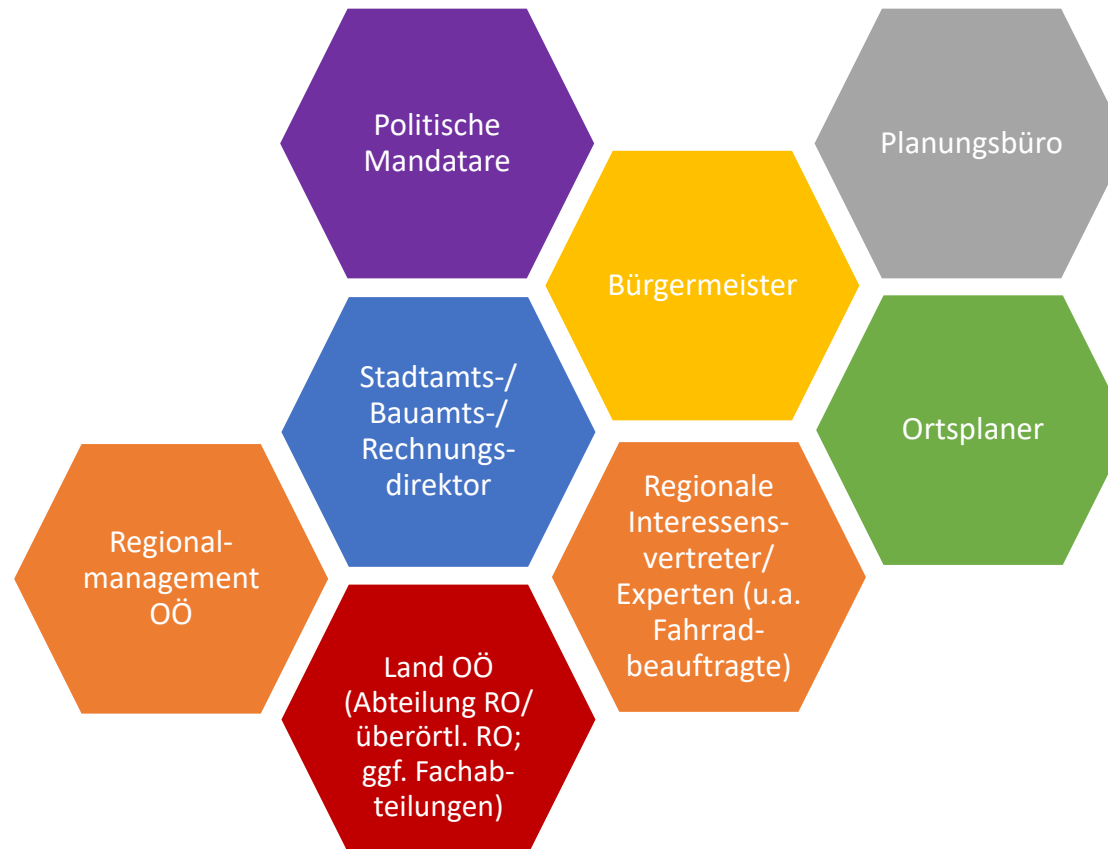 Politische
Mandatare
Planungsbüro
Bürgermeister
Stadtamts-/
Bauamts-/
Rechnungs-
direktor
Ortsplaner
Regionale
Interessens-
vertreter/
Experten (u.a.
Fahrrad-
beauftragte)
Regional-
management
OÖ
Land OÖ
(Abteilung RO/
überörtl. RO;
ggf. Fachab-
teilungen)